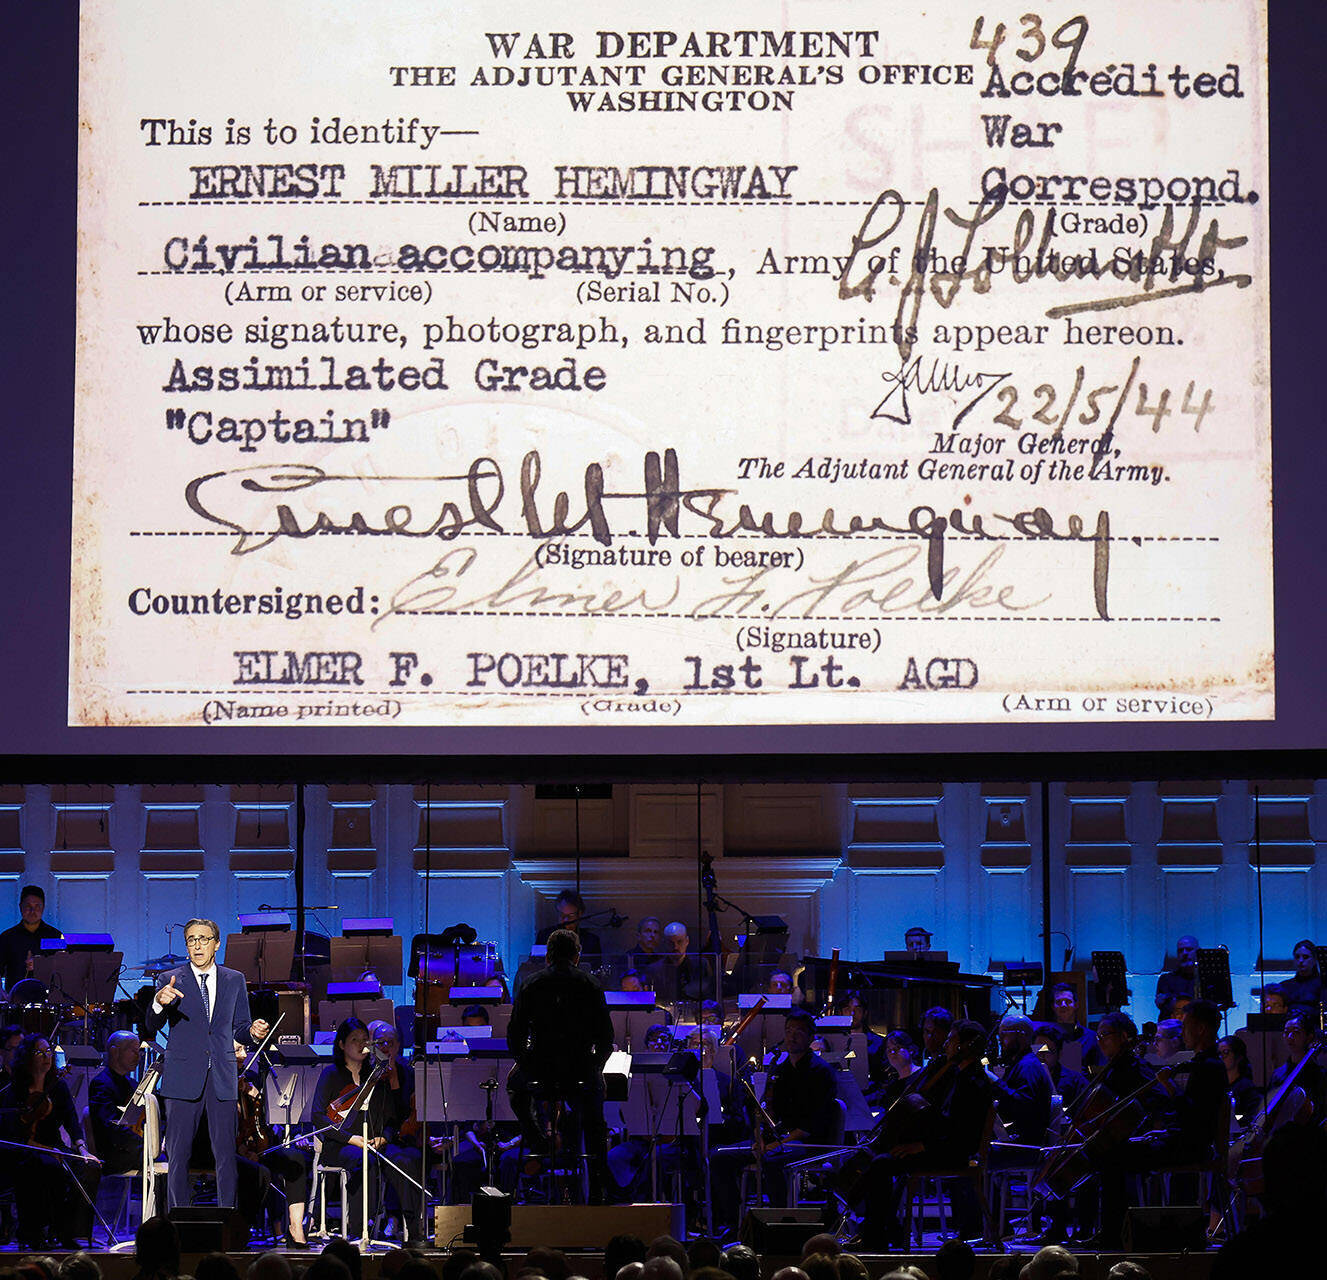 439
WAR DEPARTMENT
THE ADJUTANT GENERAL'S OFFICE
WASHINGTON
Accredited
War
Correspond.
This is to identify—
ERNEST MILLER HEMINGWAY
(Name)
(Grade)
Civilian accompanying, Army of the United States,
(Arm or service) (Serial No.)
whose signature, photograph, and fingerprints appear hereon.
Assimilated Grade
"Captain"
22/5/44
Major General,
The Adjutant General of the Army.
Ernest M. Hemingway.
(Signature of bearer)
Countersigned: Elmer F. Poelke
(Signature)
ELMER F. POELKE, 1st Lt. AGD
(Name printed) (Grade) (Arm or service)